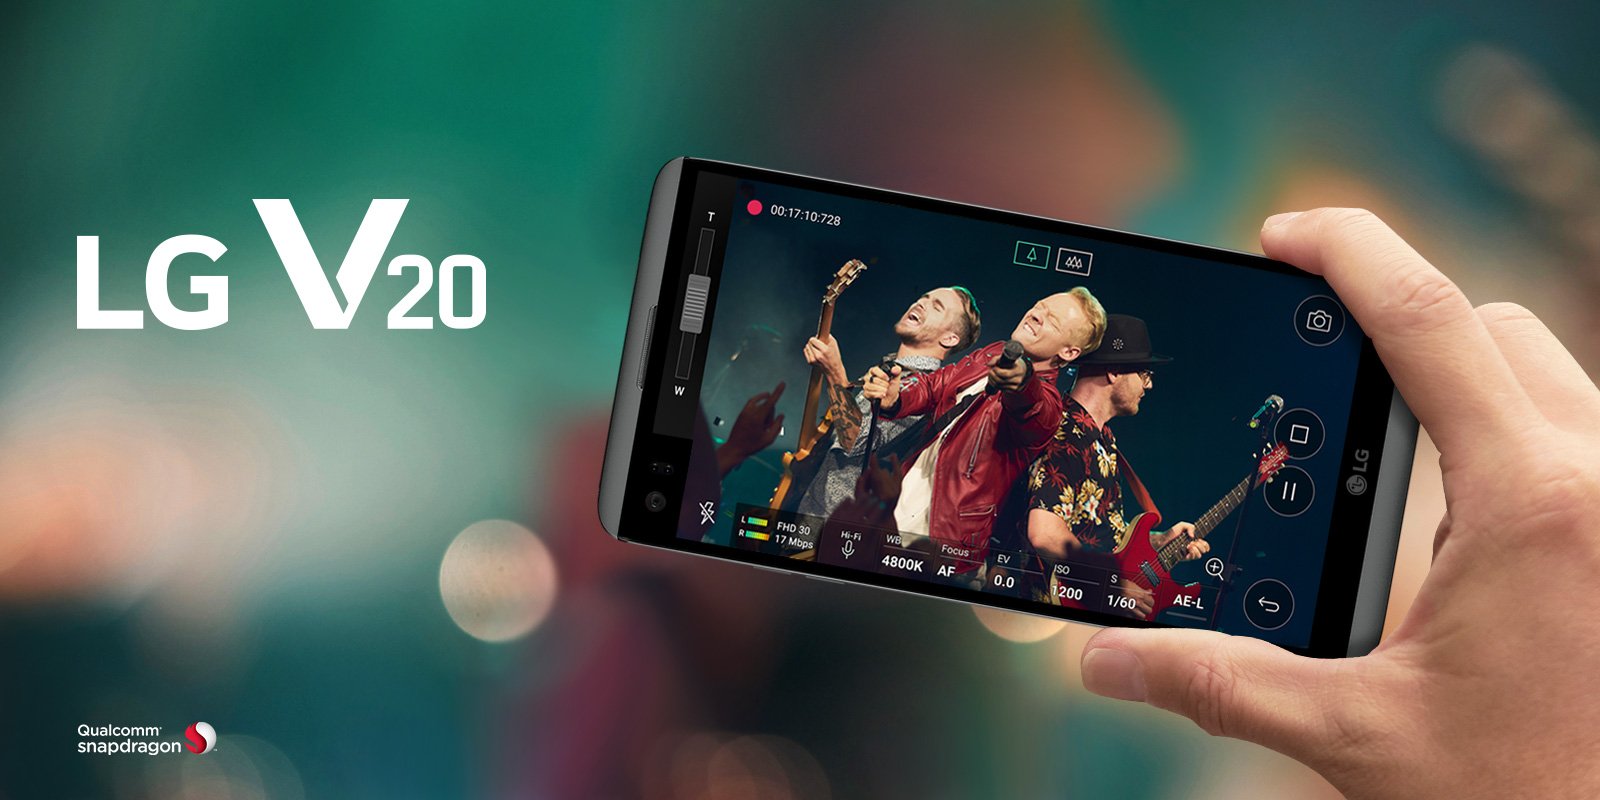 LG V20
T
00:17:10:728
W
L
R
FHD 30
17 Mbps
Hi-Fi
WB
4800K
Focus
AF
EV
0.0
ISO
1200
S
1/60
AE-L
LG
Qualcomm
snapdragon